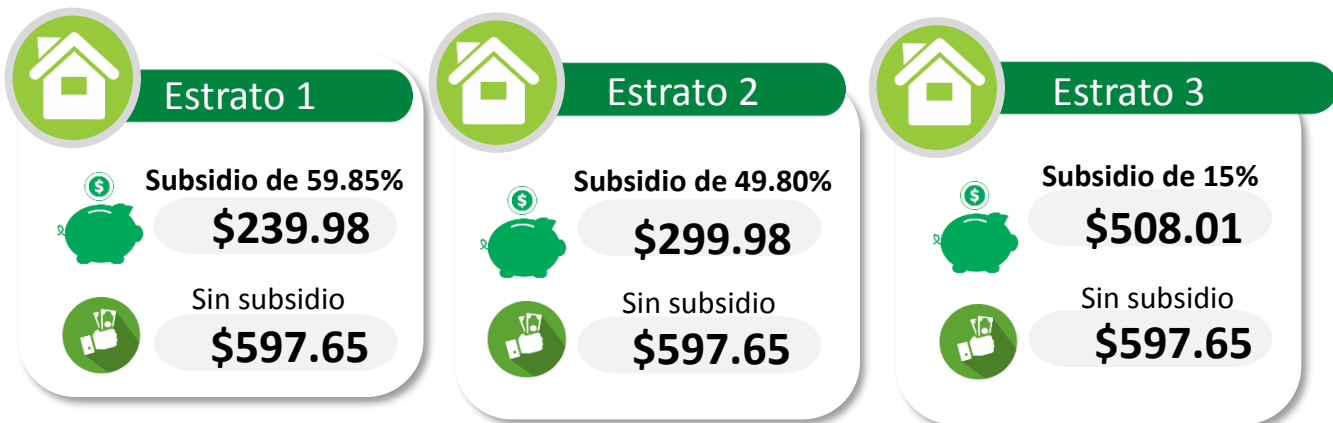 Estrato 1
Subsidio de 59.85%
$
$239.98
Sin subsidio
$597.65
Estrato 2
Subsidio de 49.80%
$
$299.98
Sin subsidio
$597.65
Estrato 3
Subsidio de 15%
$
$508.01
Sin subsidio
$597.65